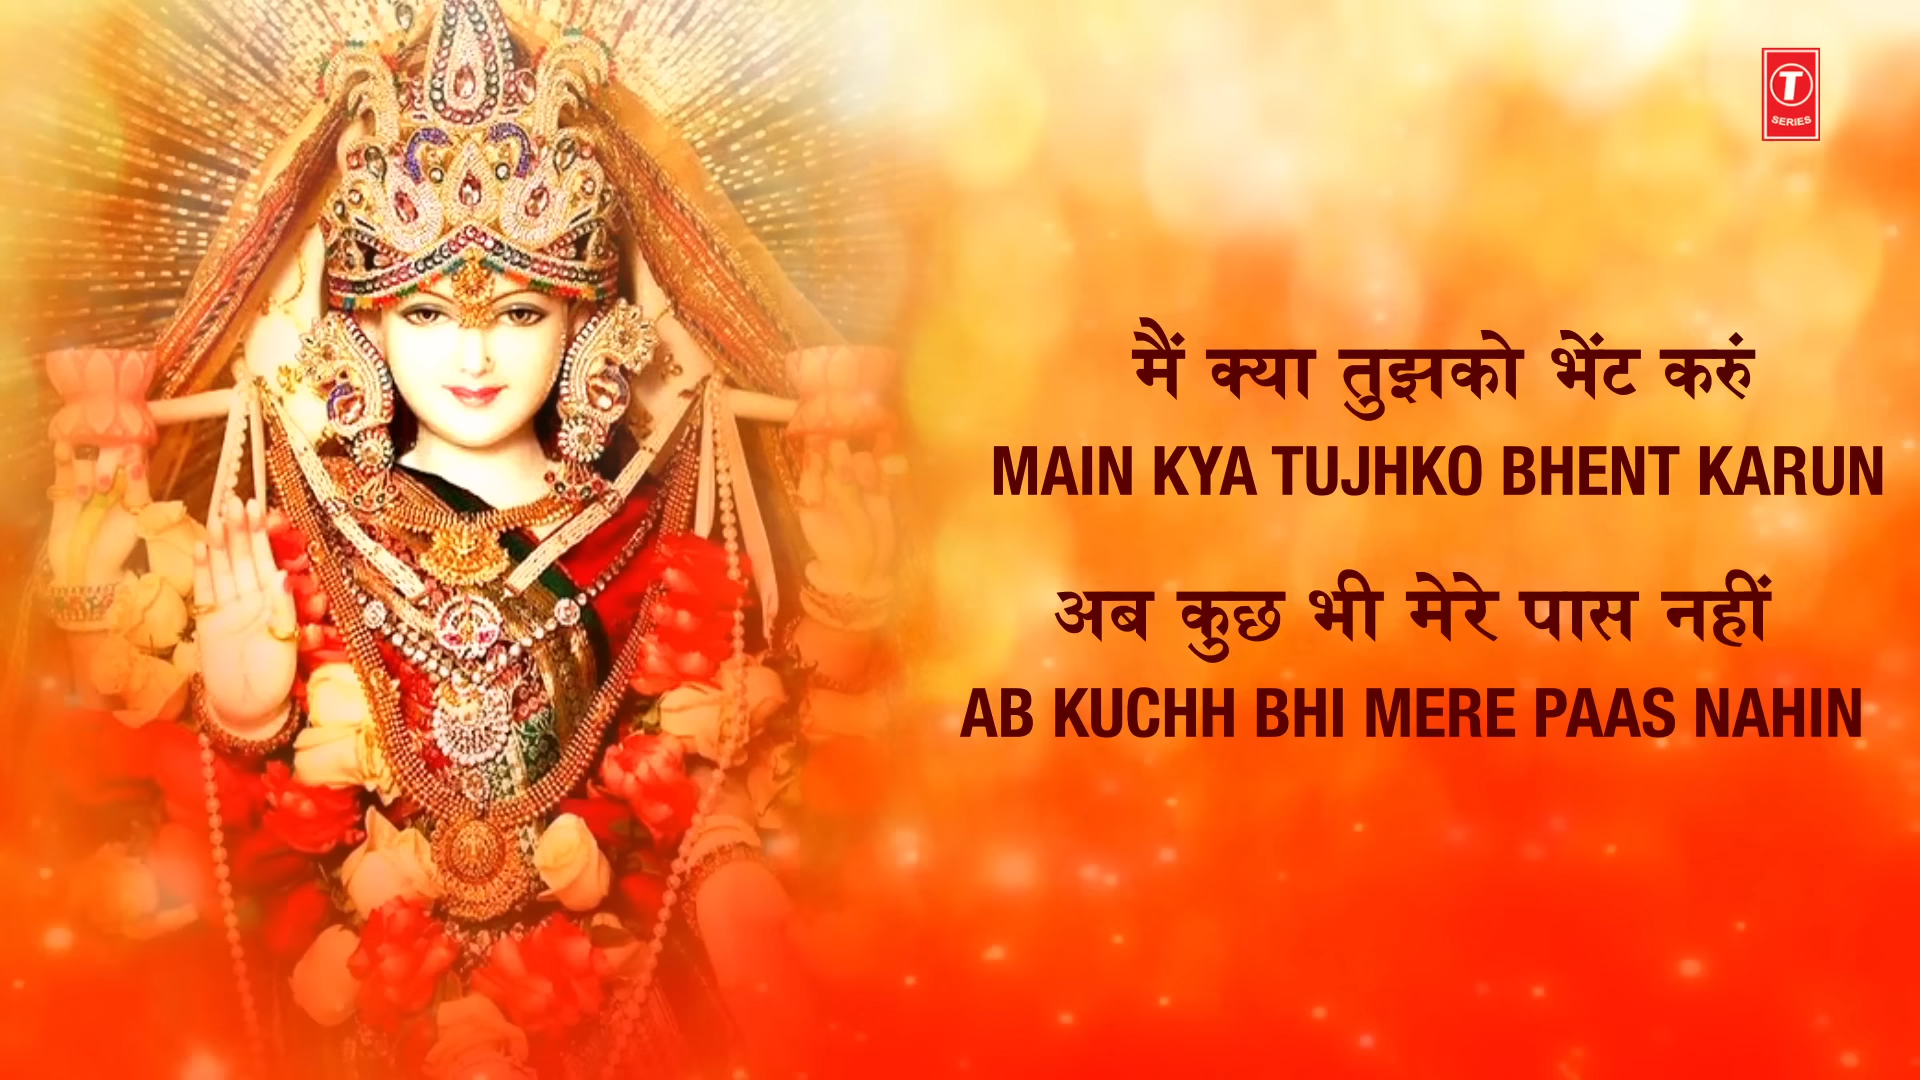 T
SERIES
मैं क्या तुझको भेंट करुं
MAIN KYA TUJHKO BHENT KARUN
अब कुछ भी मेरे पास नहीं
AB KUCHH BHI MERE PAAS NAHIN